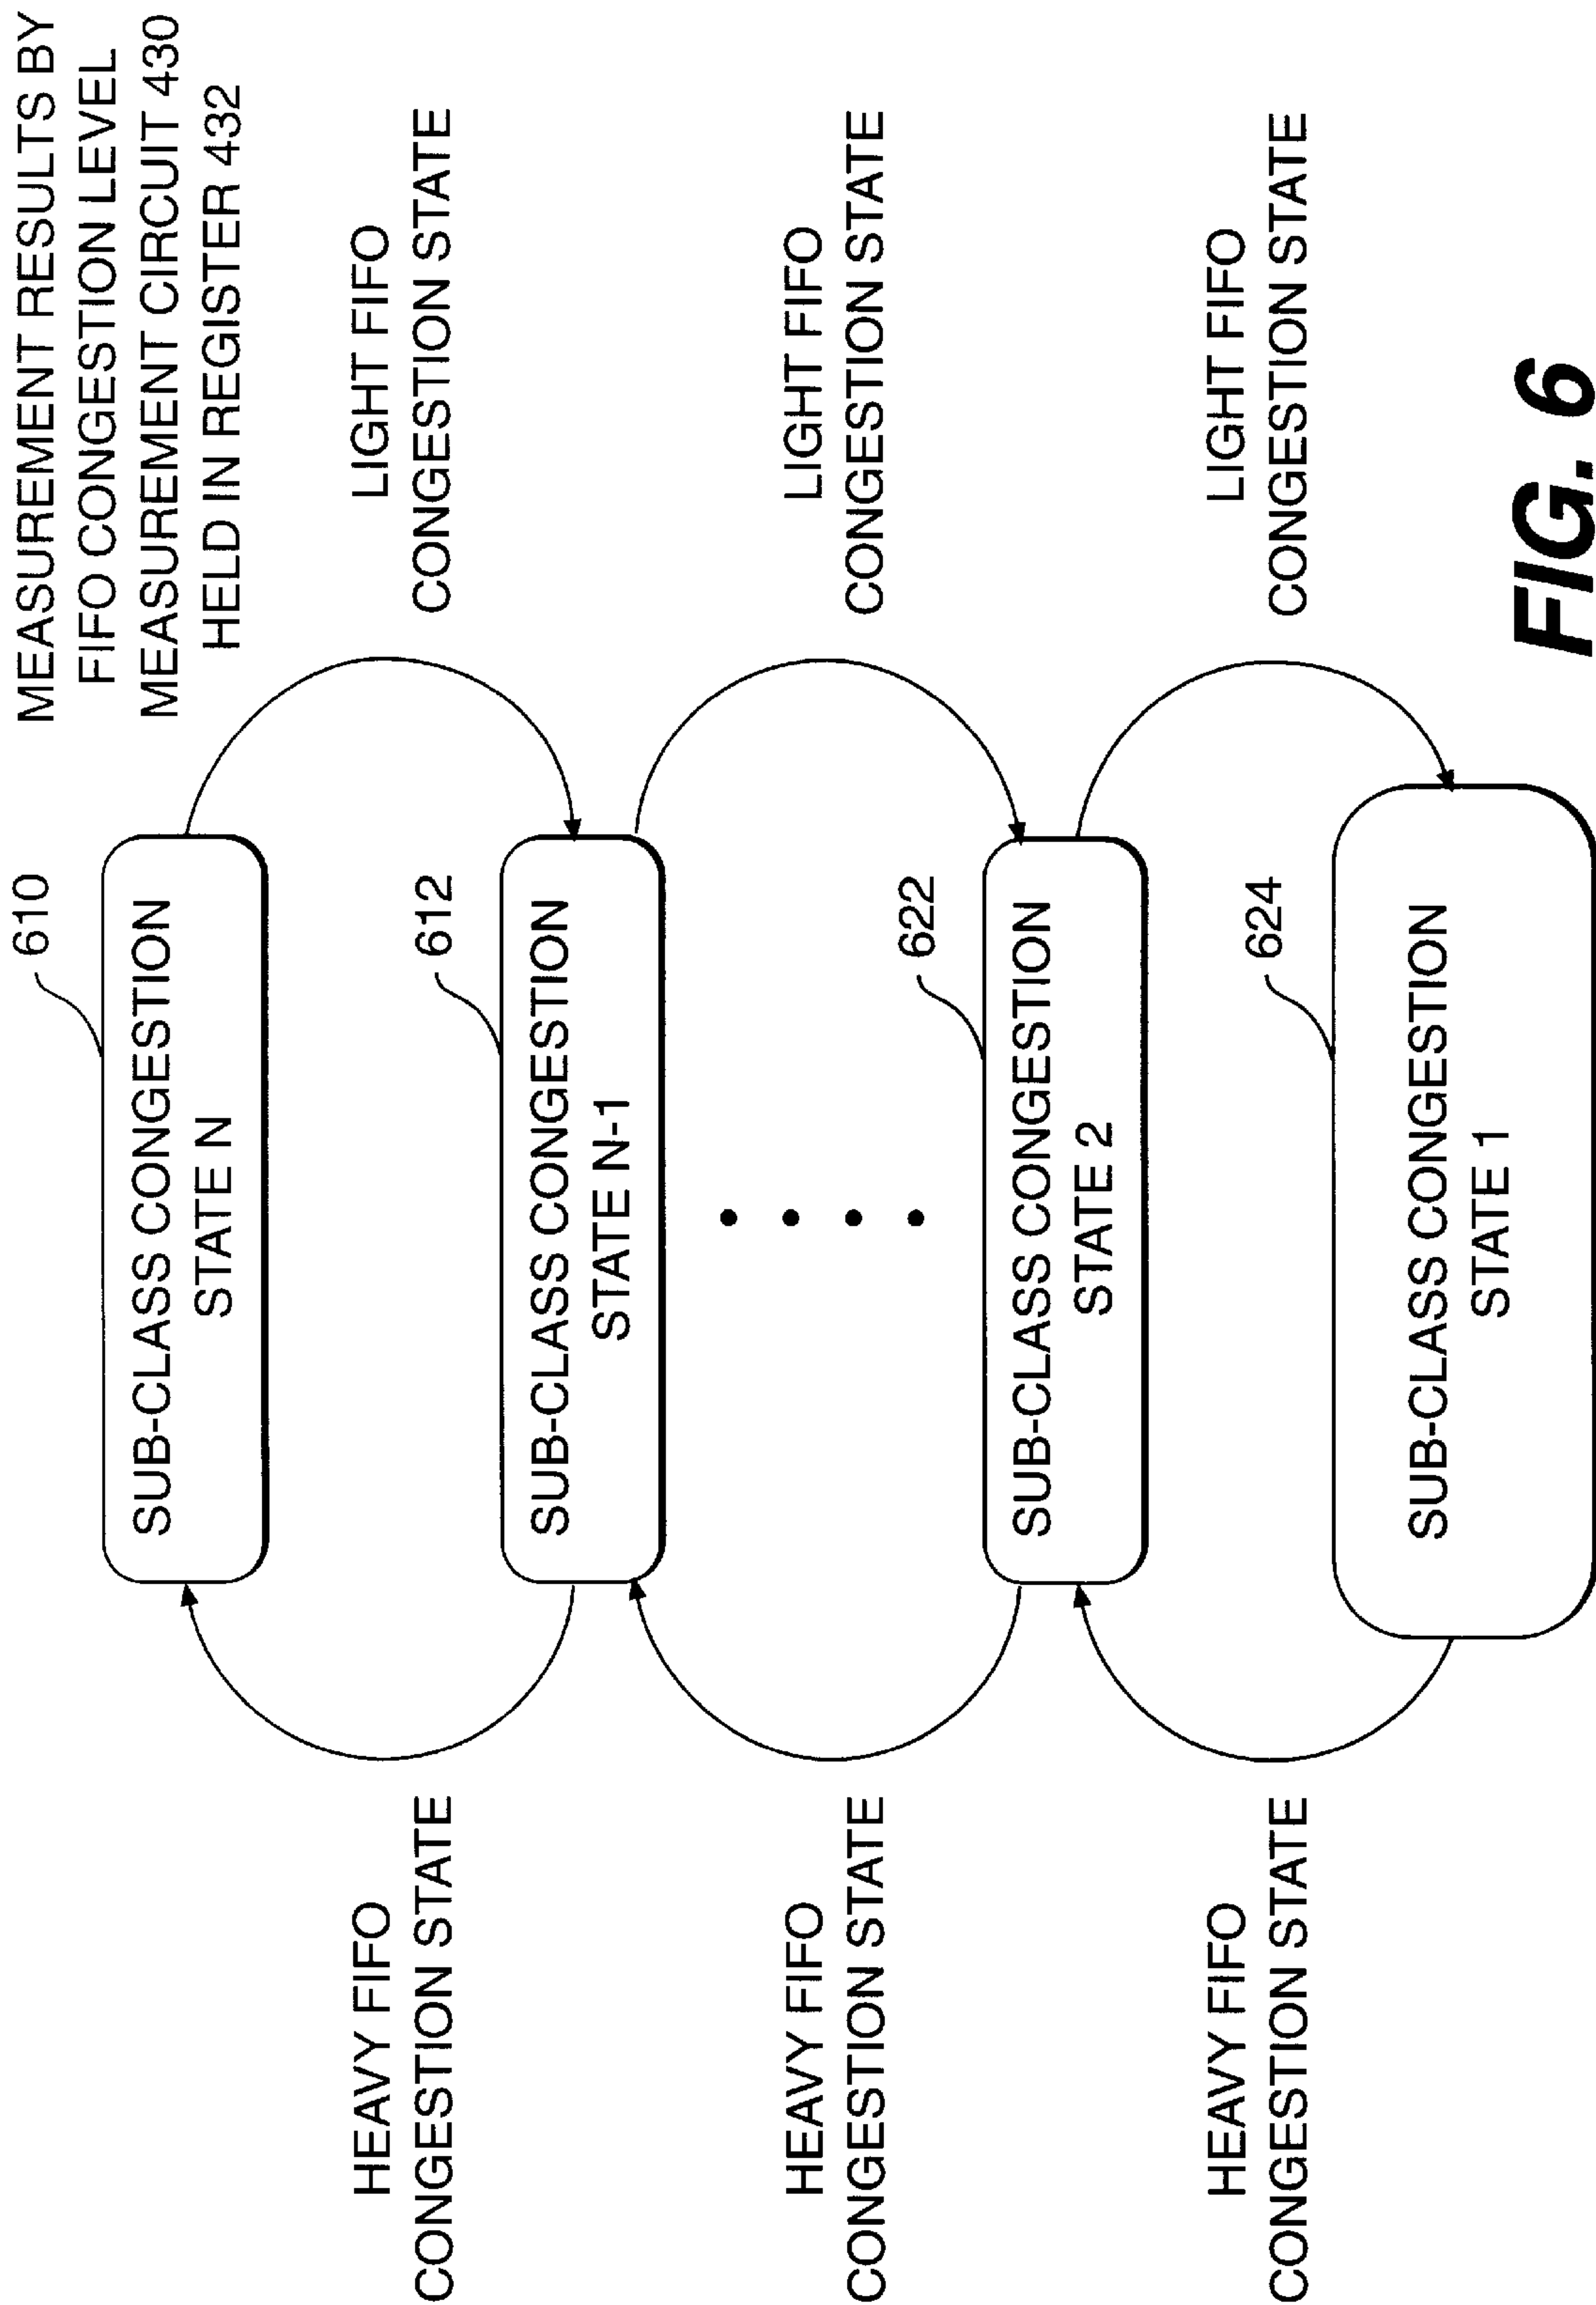 MEASUREMENT RESULTS BY
FIFO CONGESTION LEVEL
MEASUREMENT CIRCUIT 430
HELD IN REGISTER 432
610
SUB-CLASS CONGESTION
STATE N
HEAVY FIFO
CONGESTION STATE
LIGHT FIFO
CONGESTION STATE
612
SUB-CLASS CONGESTION
STATE N-1
HEAVY FIFO
CONGESTION STATE
LIGHT FIFO
CONGESTION STATE
622
SUB-CLASS CONGESTION
STATE 2
HEAVY FIFO
CONGESTION STATE
LIGHT FIFO
CONGESTION STATE
624
SUB-CLASS CONGESTION
STATE 1
FIG. 6